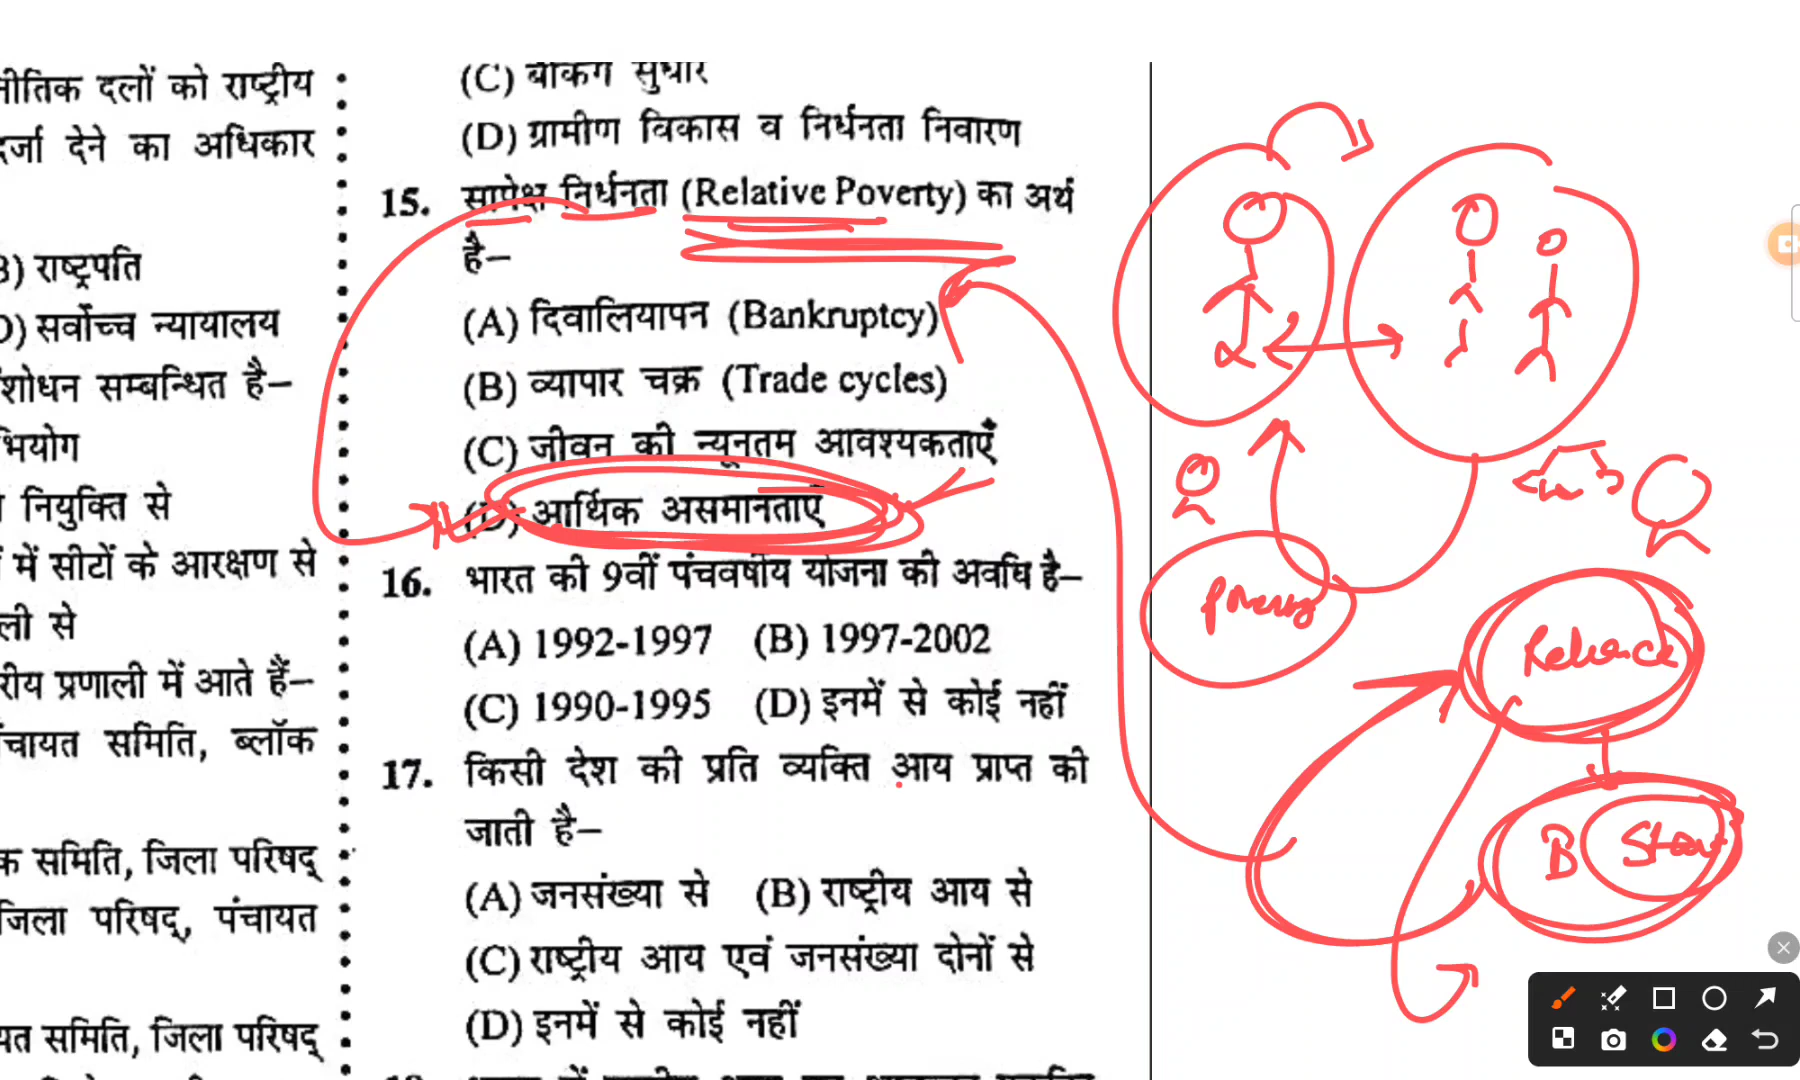 नीतिक दलों को राष्ट्रीय
दर्जा देने का अधिकार
B) राष्ट्रपति
D) सर्वोच्च न्यायालय
शोधन सम्बन्धित है–
भियोग
नियुक्ति से
में सीटों के आरक्षण से
ली से
रीय प्रणाली में आते हैं–
चायत समिति, ब्लॉक
क समिति, जिला परिषद्
जिला परिषद्, पंचायत
यत समिति, जिला परिषद्
(C) बैंकिंग सुधार
(D) ग्रामीण विकास व निर्धनता निवारण
15. सापेक्ष निर्धनता (Relative Poverty) का अर्थ
है–
(A) दिवालियापन (Bankruptcy)
(B) व्यापार चक्र (Trade cycles)
(C) जीवन की न्यूनतम आवश्यकताएँ
(D) आर्थिक असमानताएँ
16. भारत की 9वीं पंचवर्षीय योजना की अवधि है–
(A) 1992-1997 (B) 1997-2002
(C) 1990-1995 (D) इनमें से कोई नहीं
17. किसी देश की प्रति व्यक्ति आय प्राप्त की
जाती है–
(A) जनसंख्या से (B) राष्ट्रीय आय से
(C) राष्ट्रीय आय एवं जनसंख्या दोनों से
(D) इनमें से कोई नहीं
B